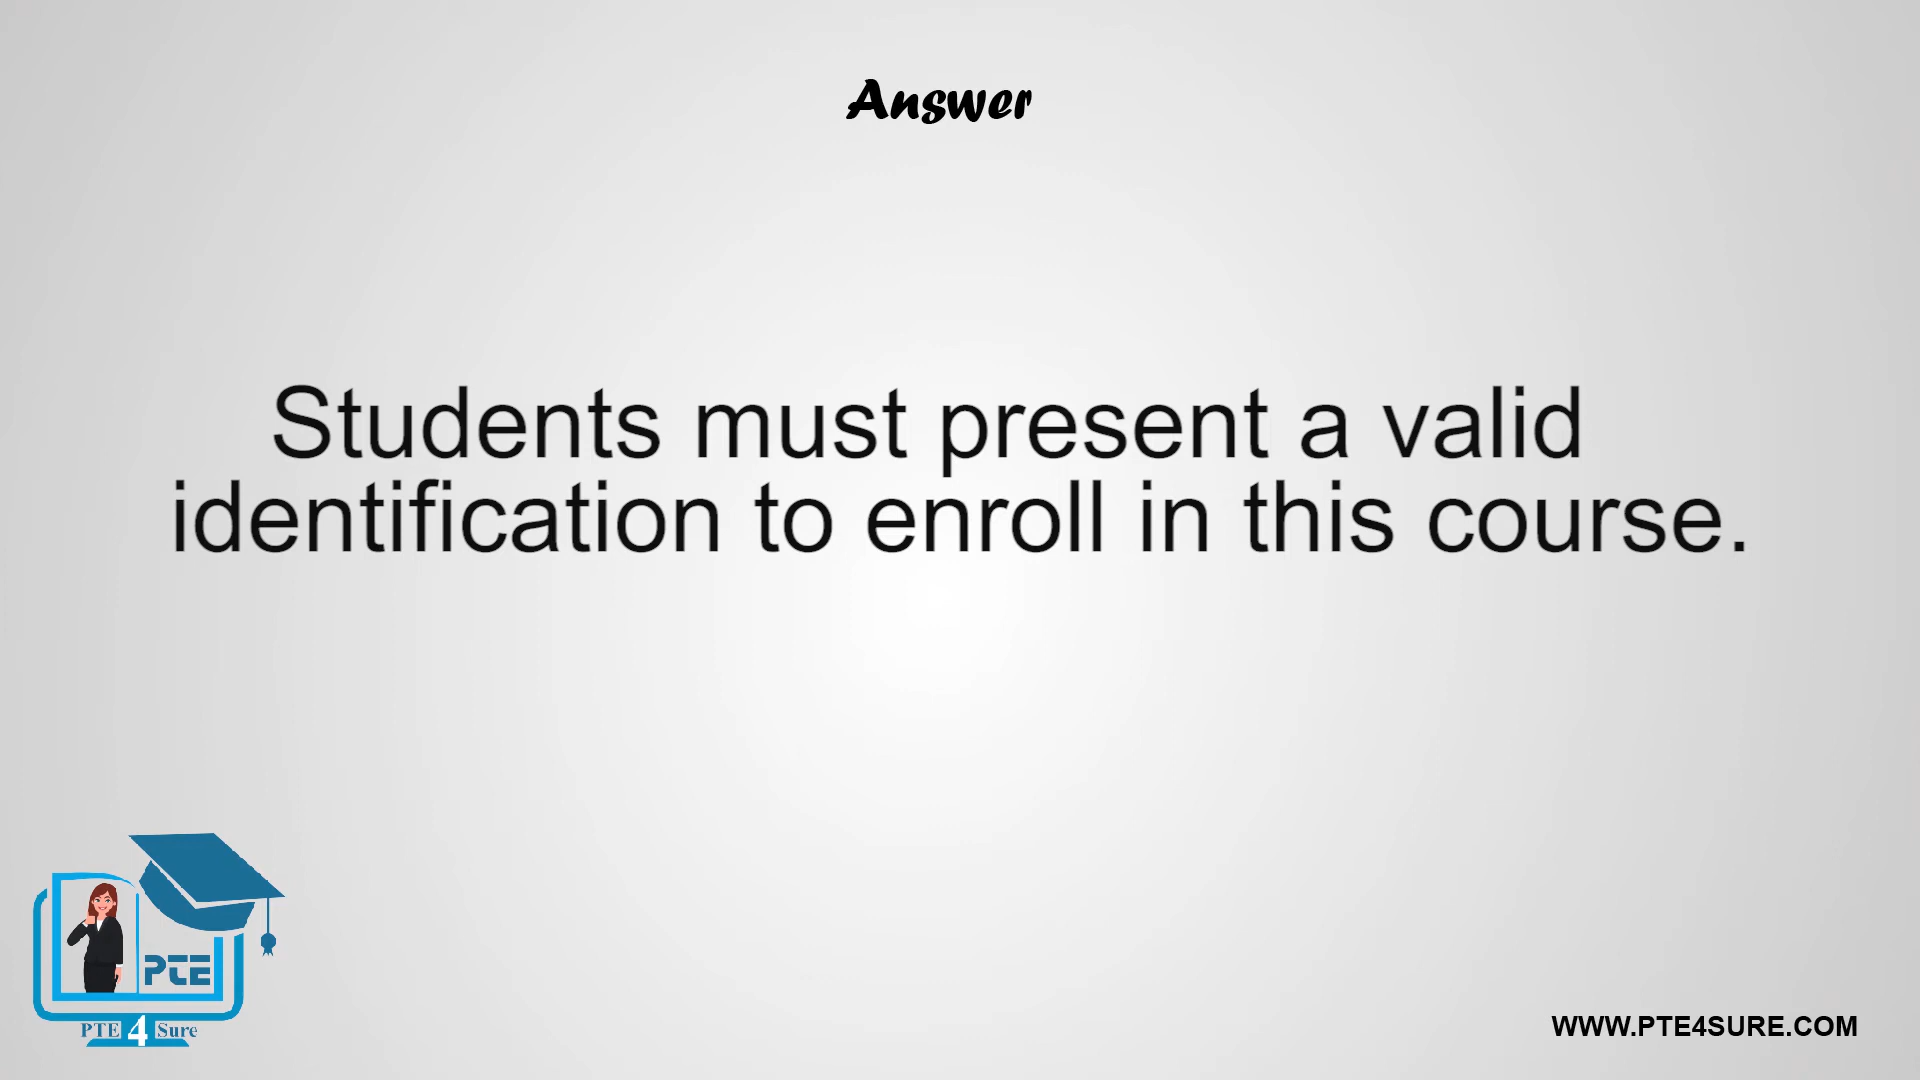 Answer
Students must present a valid
identification to enroll in this course.
PTE
PTE 4 Sure
WWW.PTE4SURE.COM